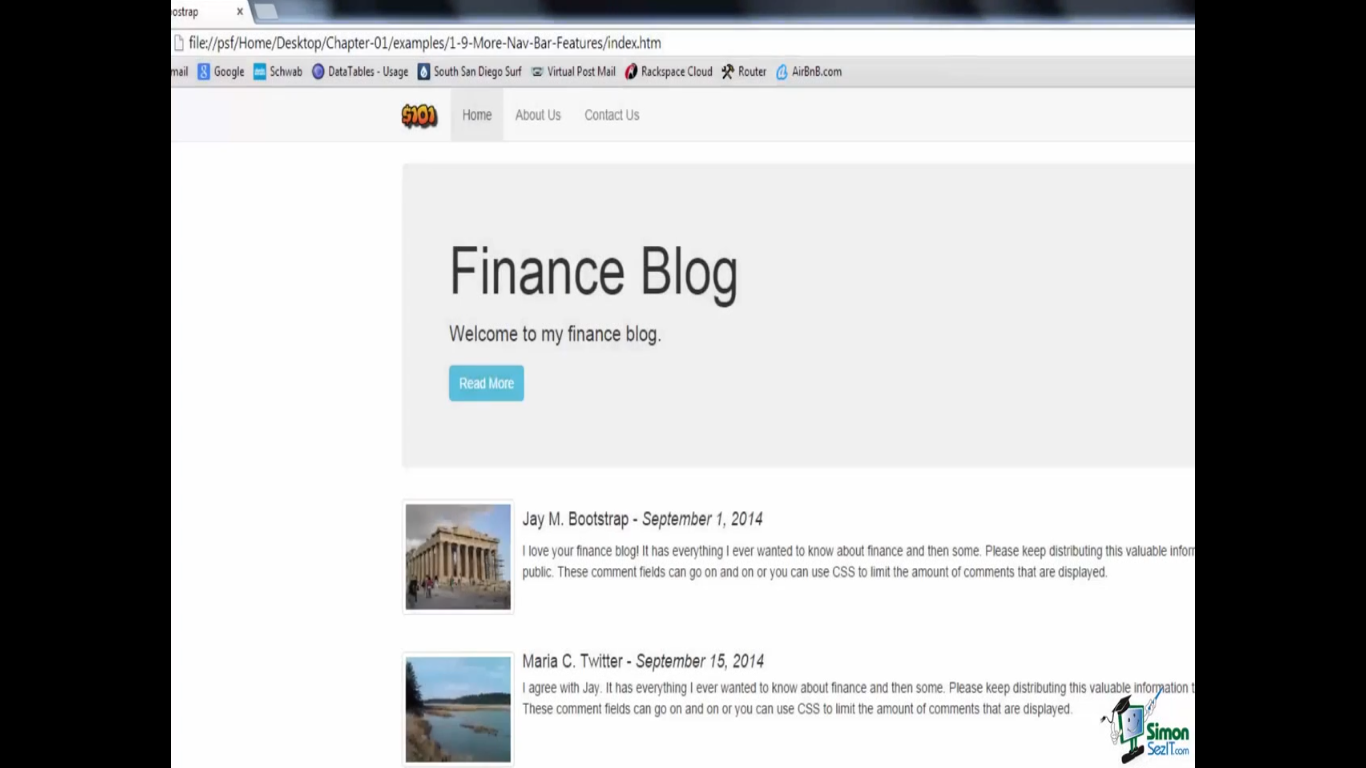 ostrap ×
file://psf/Home/Desktop/Chapter-01/examples/1-9-More-Nav-Bar-Features/index.htm
mail Google Schwab DataTables - Usage South San Diego Surf Virtual Post Mail Rackspace Cloud Router AirBnB.com
$101 Home About Us Contact Us
Finance Blog
Welcome to my finance blog.
Read More
Jay M. Bootstrap - September 1, 2014
I love your finance blog! It has everything I ever wanted to know about finance and then some. Please keep distributing this valuable infor
public. These comment fields can go on and on or you can use CSS to limit the amount of comments that are displayed.
Maria C. Twitter - September 15, 2014
I agree with Jay. It has everything I ever wanted to know about finance and then some. Please keep distributing this valuable information t
These comment fields can go on and on or you can use CSS to limit the amount of comments that are displayed.
Simon
SezIT.com